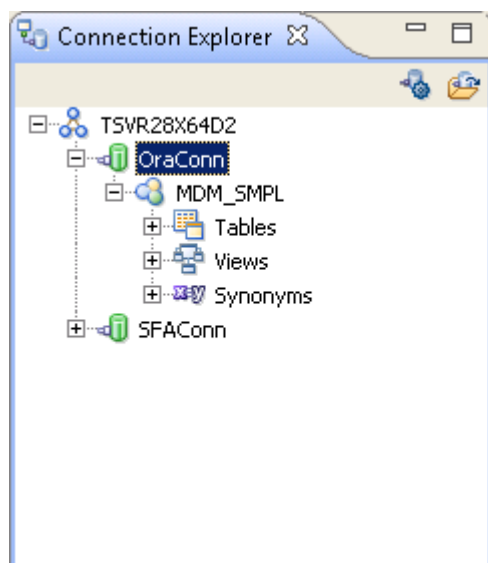 Connection Explorer
TSVR28X64D2
OraConn
MDM_SMPL
Tables
Views
Synonyms
SFAConn